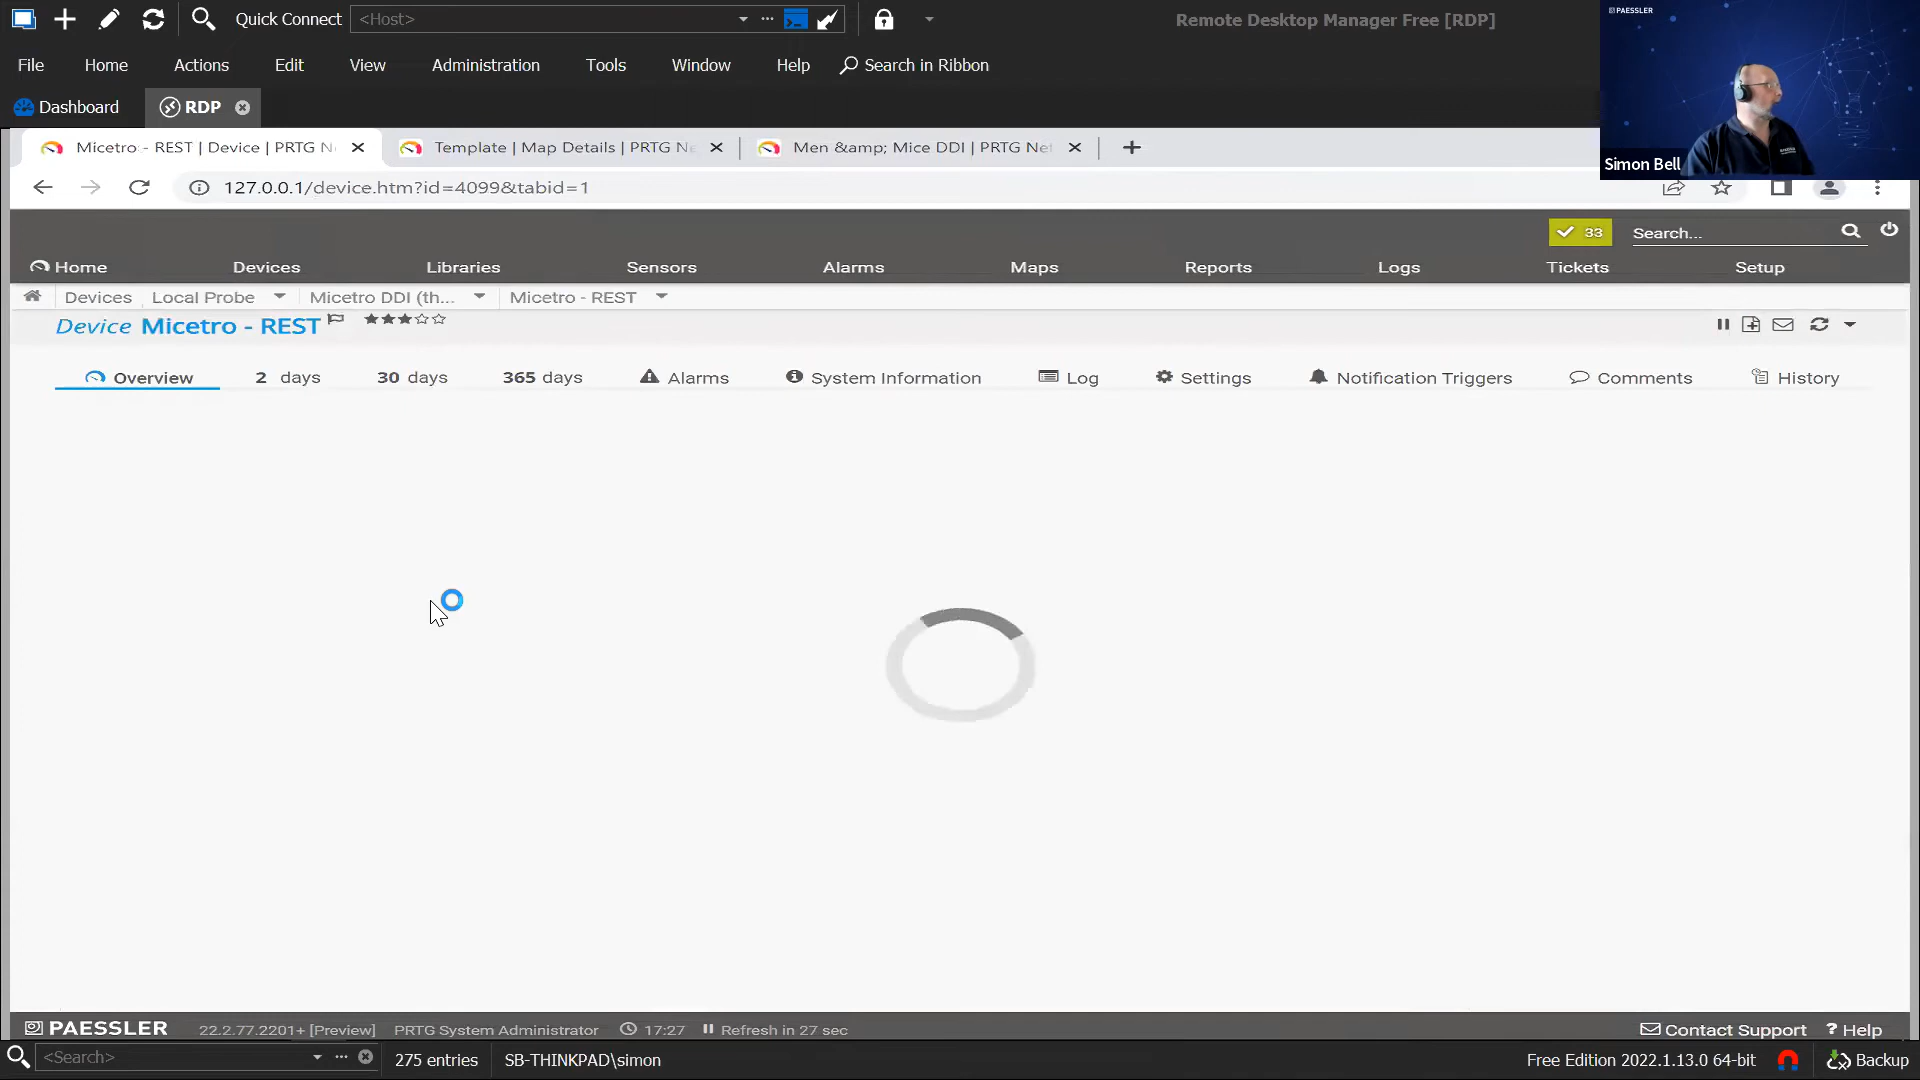 Quick Connect <Host> Remote Desktop Manager Free [RDP]
PAESSLER
File Home Actions Edit View Administration Tools Window Help Search in Ribbon
Dashboard RDP
Micetro - REST | Device | PRTG N Template | Map Details | PRTG Ne Men &amp; Mice DDI | PRTG Net
Simon Bell
127.0.0.1/device.htm?id=4099&tabid=1
33 Search...
Home Devices Libraries Sensors Alarms Maps Reports Logs Tickets Setup
Devices Local Probe Micetro DDI (th... Micetro - REST
Device Micetro - REST
Overview 2 days 30 days 365 days Alarms System Information Log Settings Notification Triggers Comments History
PAESSLER 22.2.77.2201+ [Preview] PRTG System Administrator 17:27 Refresh in 27 sec Contact Support ? Help
<Search> 275 entries SB-THINKPAD\simon Free Edition 2022.1.13.0 64-bit Backup